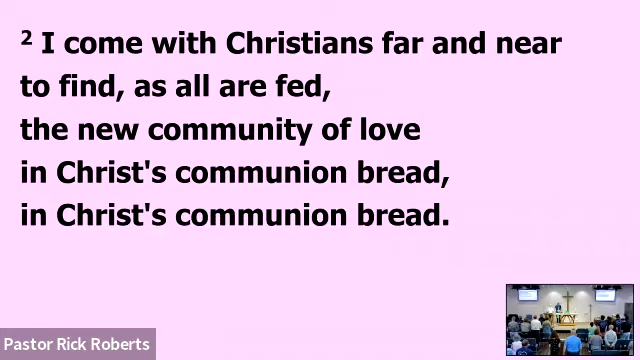 ² I come with Christians far and near
to find, as all are fed,
the new community of love
in Christ's communion bread,
in Christ's communion bread.
Pastor Rick Roberts